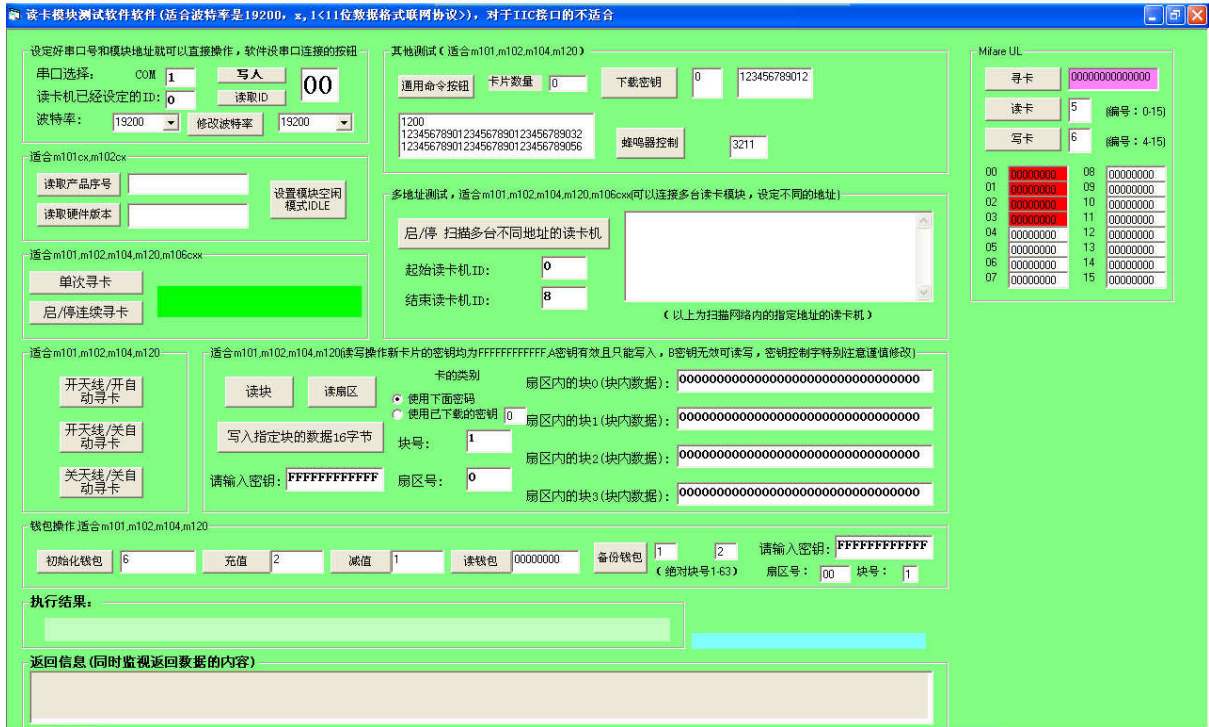 读卡模块测试软件软件(适合波特率是19200，z,1<11位数据格式联网协议>)，对于IIC接口的不适合
设定好串口号和模块地址就可以直接操作，软件没串口连接的按钮
串口选择： COM 1 写入 00
读卡机已经设定的ID: 0 读取ID
波特率： 19200 修改波特率 19200
适合m101cx,m102cx
读取产品序号
读取硬件版本
设置模块空闲
模式IDLE
适合m101,m102,m104,m120,m106cxx
单次寻卡
启/停连续寻卡
其他测试（适合m101,m102,m104,m120）
通用命令按钮 卡片数量 0 下载密钥 0 123456789012
1200
12345678901234567890123456789032
12345678901234567890123456789056
蜂鸣器控制 3211
多地址测试，适合m101,m102,m104,m120,m106cxx(可以连接多台读卡模块，设定不同的地址)
启/停 扫描多台不同地址的读卡机
起始读卡机ID: 0
结束读卡机ID: 8
（以上为扫描网络内的指定地址的读卡机）
Mifare UL
寻卡 00000000000000
读卡 5 (编号：0-15)
写卡 6 (编号：4-15)
00 00000000 08 00000000
01 00000000 09 00000000
02 00000000 10 00000000
03 00000000 11 00000000
04 00000000 12 00000000
05 00000000 13 00000000
06 00000000 14 00000000
07 00000000 15 00000000
适合m101,m102,m104,m120
开天线/开自
动寻卡
开天线/关自
动寻卡
关天线/关自
动寻卡
适合m101,m102,m104,m120(读写操作新卡片的密钥均为FFFFFFFFFFFF,A密钥有效且只能写入，B密钥无效可读写，密钥控制字特别注意谨值修改)
读块 读扇区
卡的类别
使用下面密码
使用已下载的密钥 0
写入指定块的数据16字节
块号： 1
请输入密钥: FFFFFFFFFFFF 扇区号： 0
扇区内的块0(块内数据): 00000000000000000000000000000000
扇区内的块1(块内数据): 00000000000000000000000000000000
扇区内的块2(块内数据): 00000000000000000000000000000000
扇区内的块3(块内数据): 00000000000000000000000000000000
钱包操作,适合m101,m102,m104,m120
初始化钱包 6 充值 2 减值 1 读钱包 00000000 备份钱包 1 2 请输入密钥: FFFFFFFFFFFF
（绝对块号1-63） 扇区号： 00 块号： 1
执行结果:
返回信息(同时监视返回数据的内容)